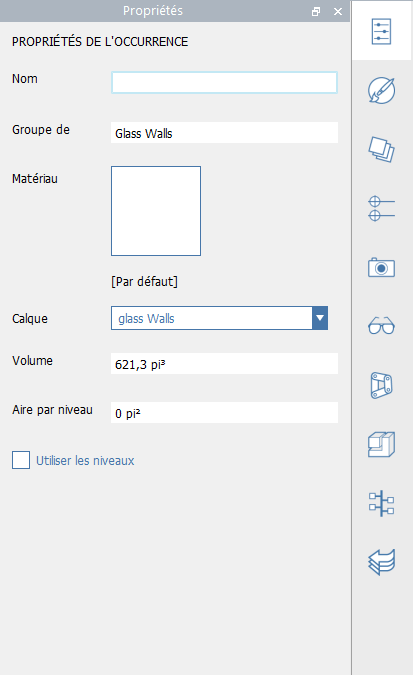 Propriétés
PROPRIÉTÉS DE L'OCCURRENCE
Nom
Groupe de
Glass Walls
Matériau
[Par défaut]
Calque
glass Walls
Volume
621,3 pi³
Aire par niveau
0 pi²
Utiliser les niveaux